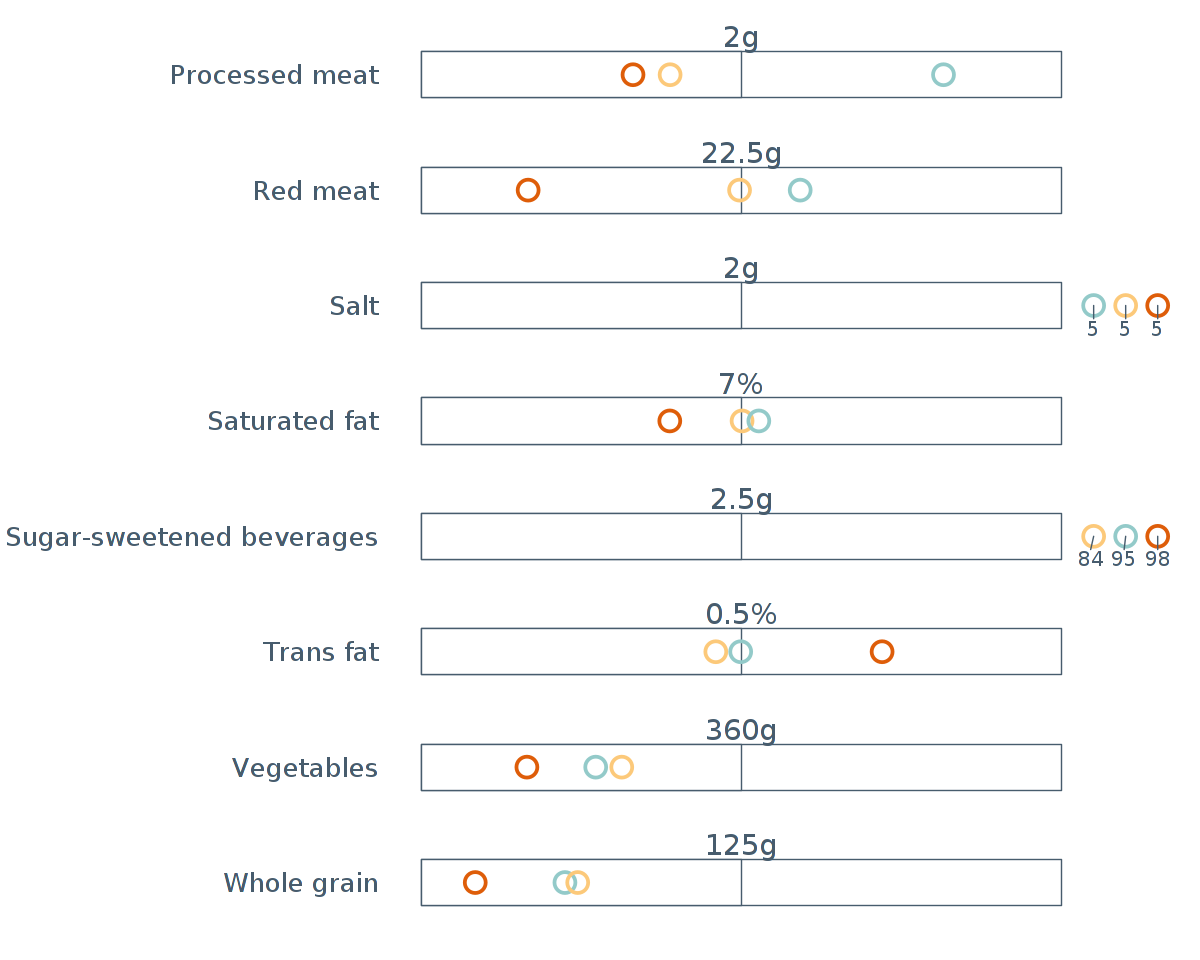 2g
Processed meat
22.5g
Red meat
2g
Salt
5 5 5
7%
Saturated fat
2.5g
Sugar-sweetened beverages
84 95 98
0.5%
Trans fat
360g
Vegetables
125g
Whole grain